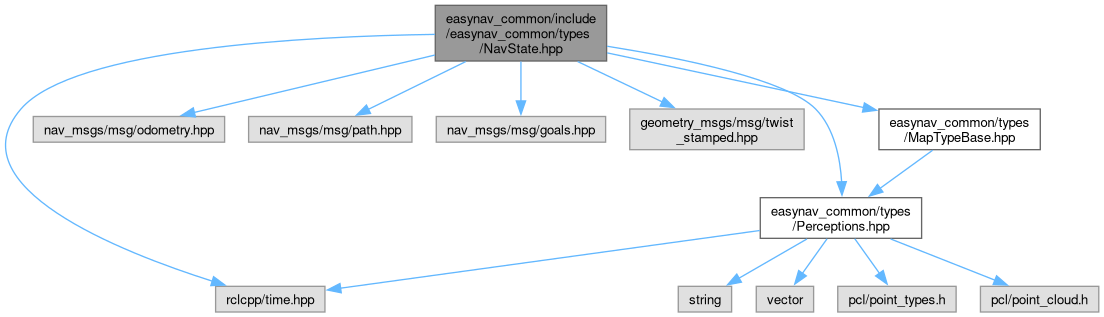 easynav_common/include
/easynav_common/types
/NavState.hpp
nav_msgs/msg/odometry.hpp
nav_msgs/msg/path.hpp
nav_msgs/msg/goals.hpp
geometry_msgs/msg/twist
_stamped.hpp
easynav_common/types
/MapTypeBase.hpp
easynav_common/types
/Perceptions.hpp
rclcpp/time.hpp
string
vector
pcl/point_types.h
pcl/point_cloud.h